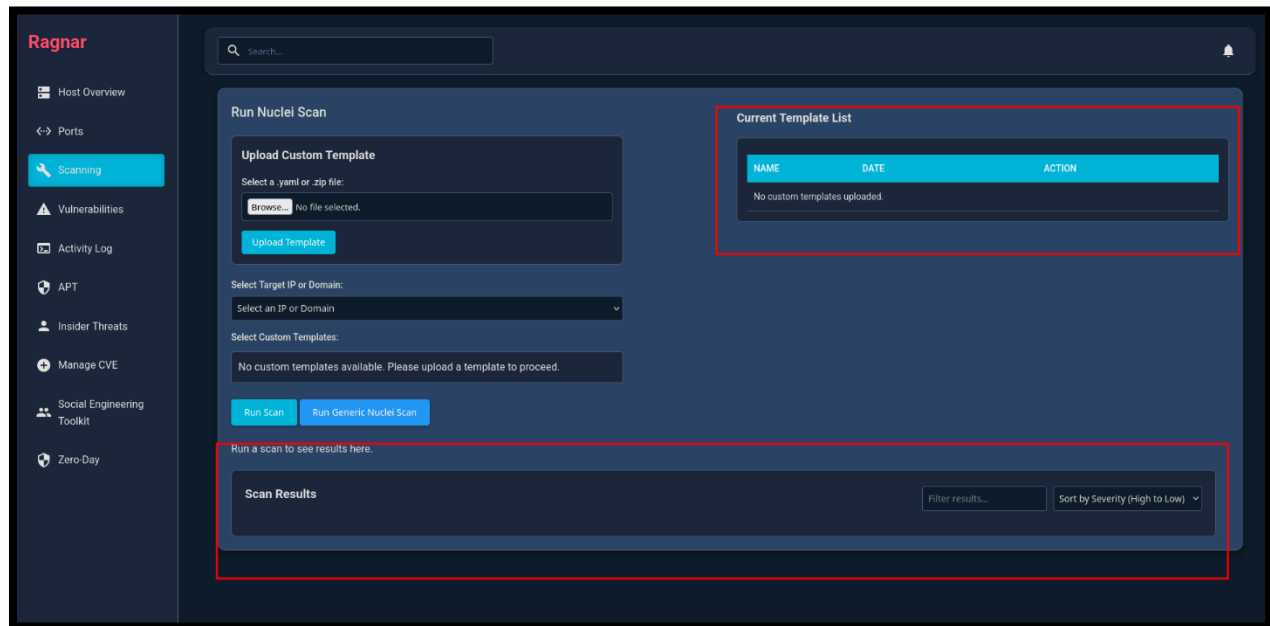 Ragnar
Search...
Host Overview
Ports
Scanning
Vulnerabilities
Activity Log
APT
Insider Threats
Manage CVE
Social Engineering
Toolkit
Zero-Day
Run Nuclei Scan
Upload Custom Template
Select a .yaml or .zip file:
Browse... No file selected.
Upload Template
Select Target IP or Domain:
Select an IP or Domain
Select Custom Templates:
No custom templates available. Please upload a template to proceed.
Run Scan Run Generic Nuclei Scan
Current Template List
NAME DATE ACTION
No custom templates uploaded.
Run a scan to see results here.
Scan Results Filter results... Sort by Severity (High to Low)